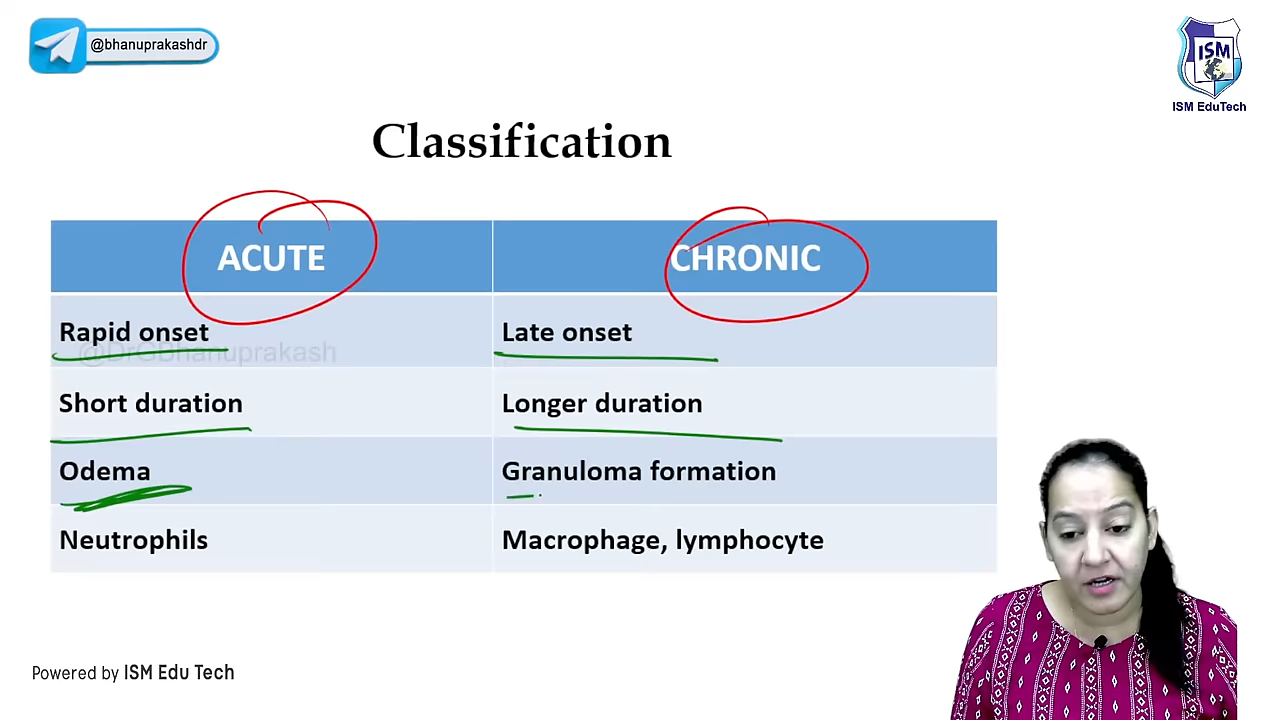 @bhanuprakashdr
ISM
ISM EduTech
Classification
ACUTE CHRONIC
Rapid onset Late onset
@DrGBhanuprakash
Short duration Longer duration
Odema Granuloma formation
Neutrophils Macrophage, lymphocyte
Powered by ISM Edu Tech